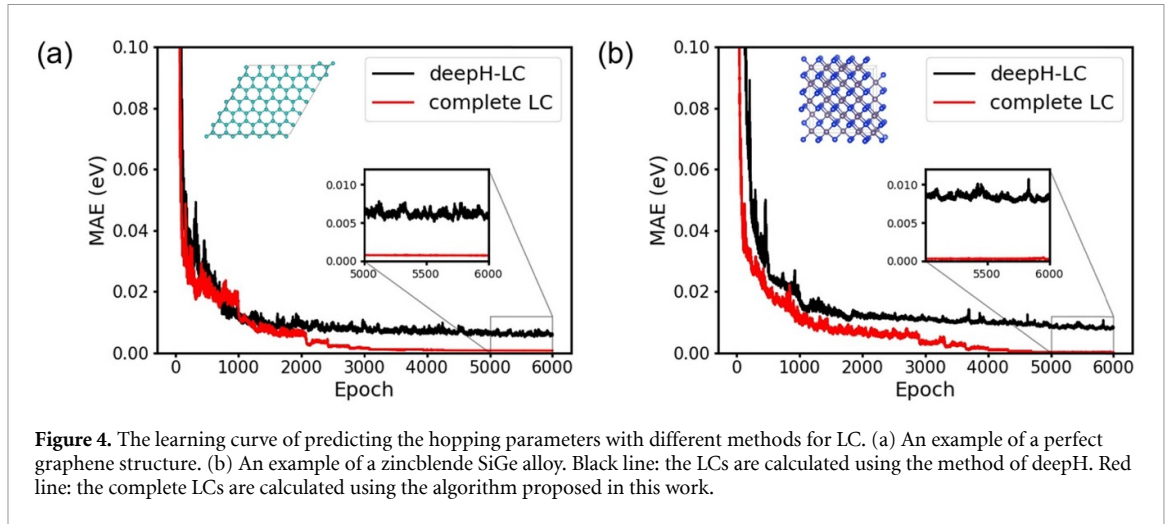 (a)
0.10
0.08
0.06
0.04
0.02
0.00
MAE (eV)
deepH-LC
complete LC
0.010
0.005
0.000
5000 5500 6000
0 1000 2000 3000 4000 5000 6000
Epoch
(b)
0.10
0.08
0.06
0.04
0.02
0.00
MAE (eV)
deepH-LC
complete LC
0.010
0.005
0.000
5500 6000
0 1000 2000 3000 4000 5000 6000
Epoch
Figure 4. The learning curve of predicting the hopping parameters with different methods for LC. (a) An example of a perfect
graphene structure. (b) An example of a zincblende SiGe alloy. Black line: the LCs are calculated using the method of deepH. Red
line: the complete LCs are calculated using the algorithm proposed in this work.